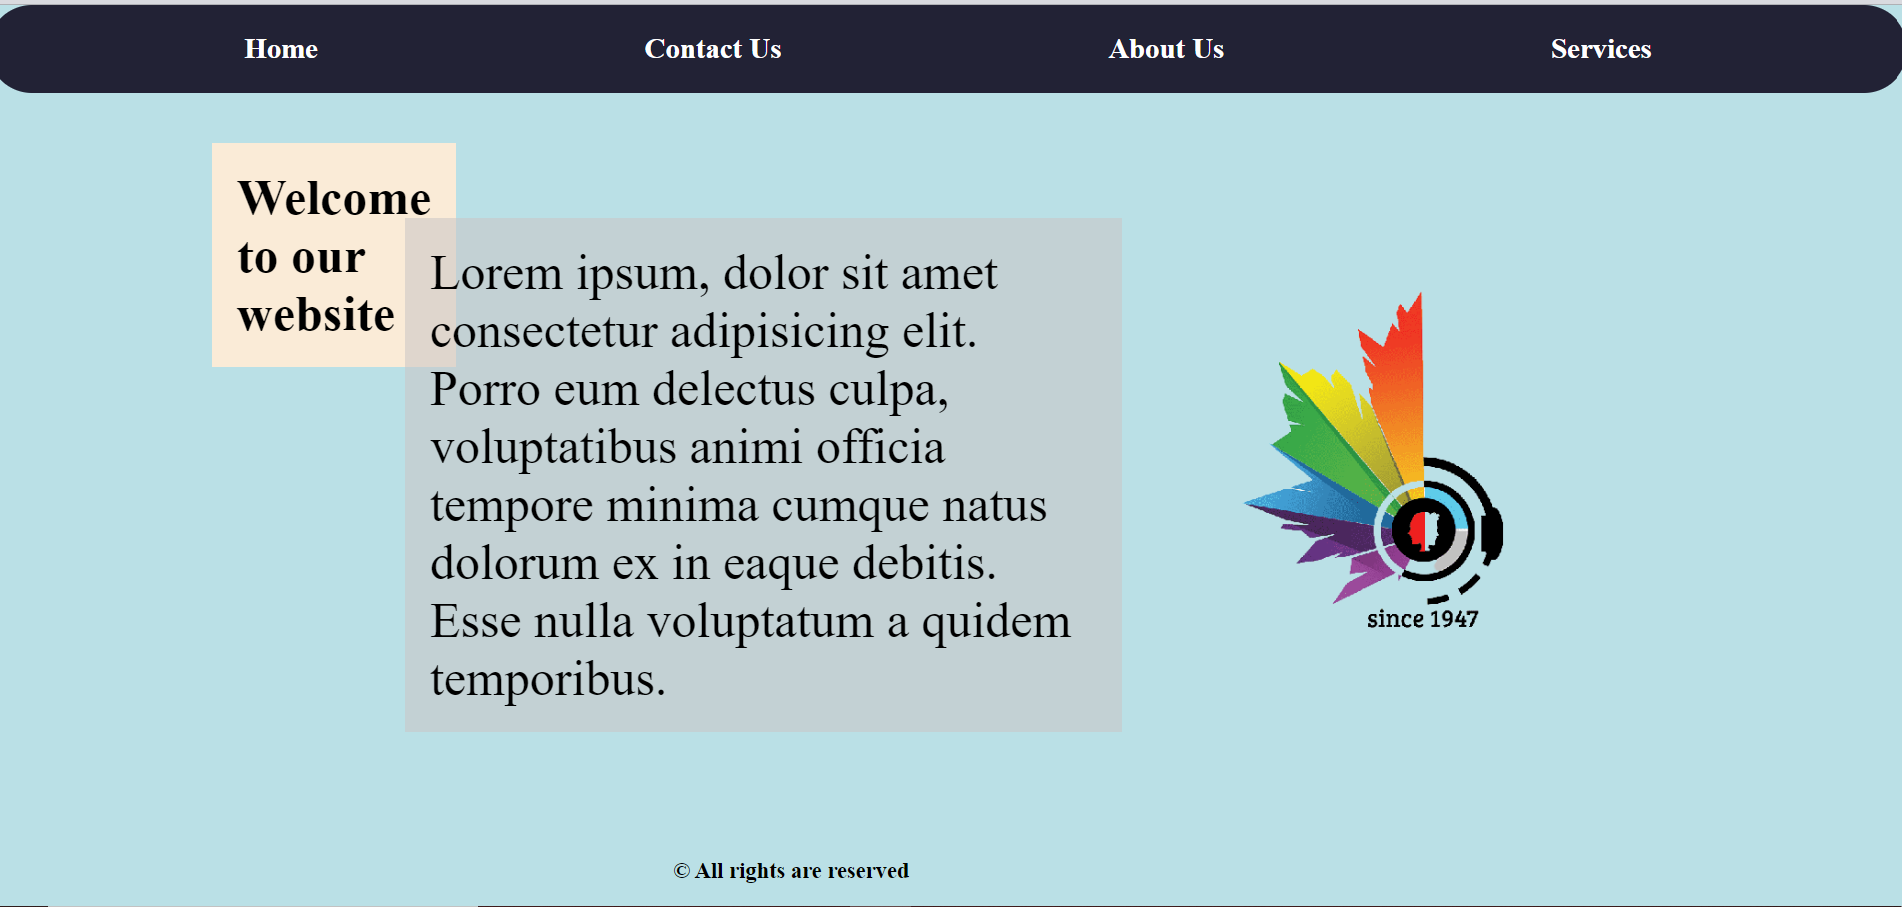 Home Contact Us About Us Services
Welcome
to our
website
Lorem ipsum, dolor sit amet
consectetur adipisicing elit.
Porro eum delectus culpa,
voluptatibus animi officia
tempore minima cumque natus
dolorum ex in eaque debitis.
Esse nulla voluptatum a quidem
temporibus.
since 1947
© All rights are reserved